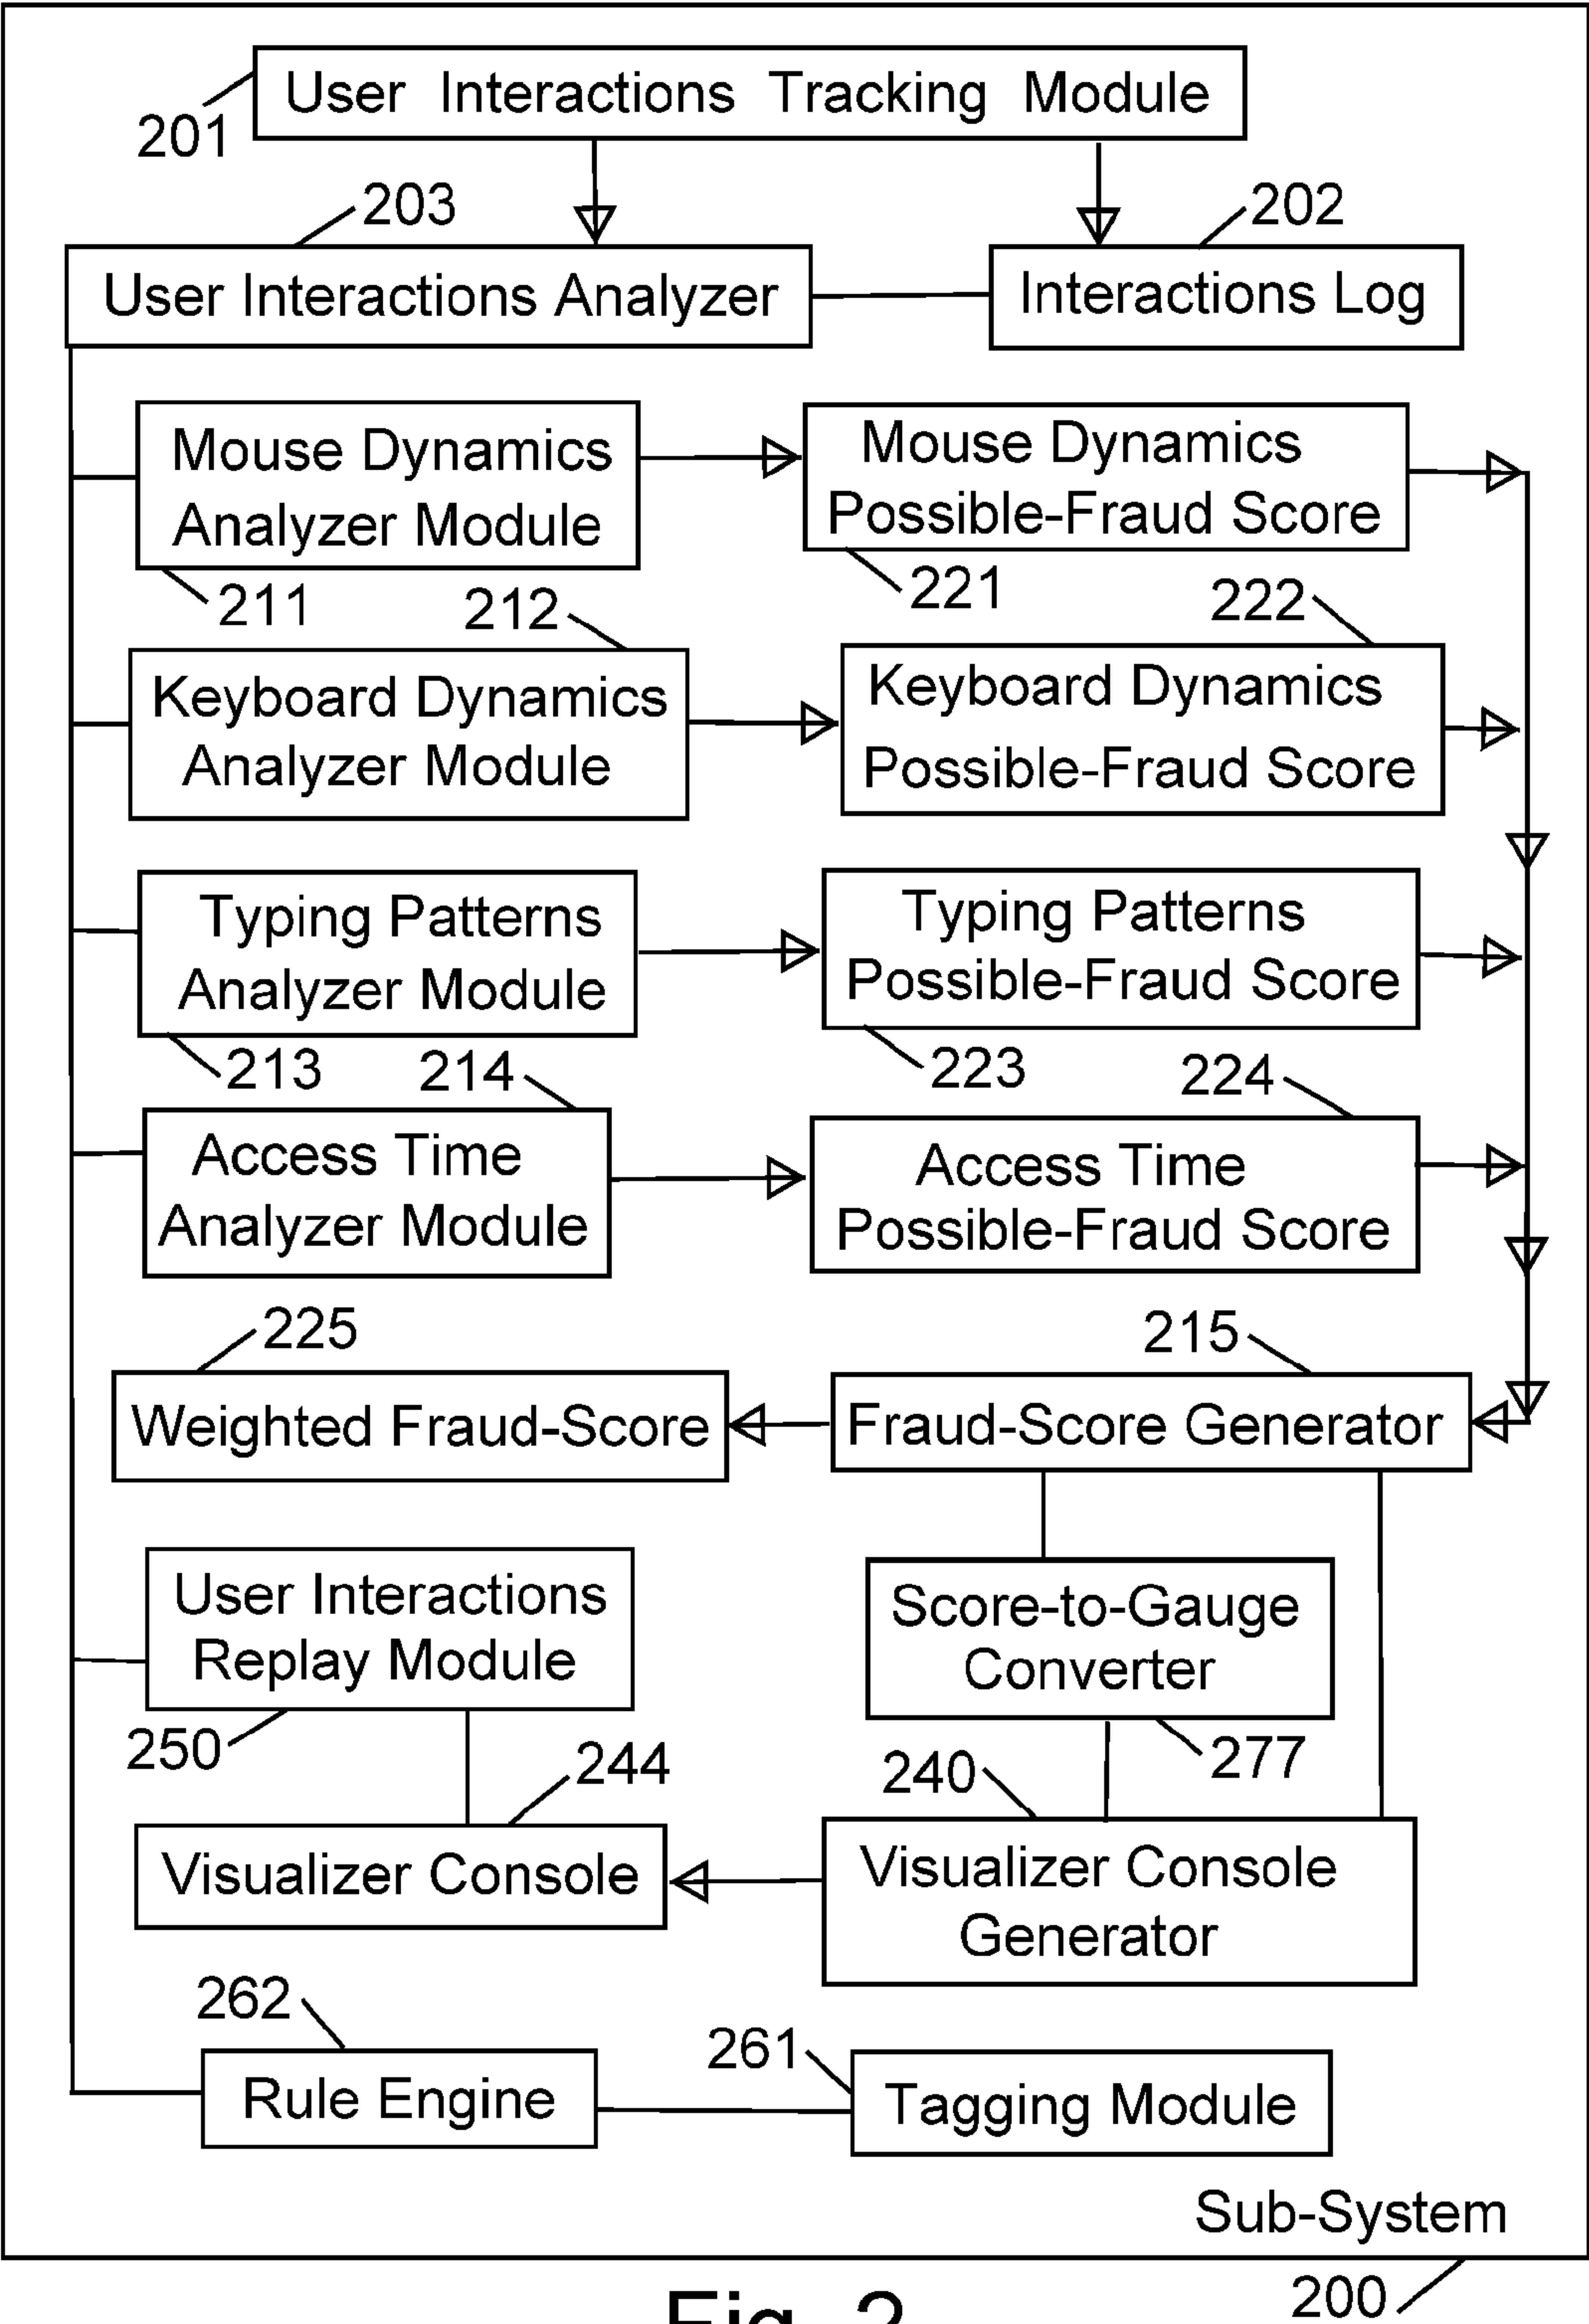 User Interactions Tracking Module
201
203
202
User Interactions Analyzer
Interactions Log
Mouse Dynamics
Analyzer Module
Mouse Dynamics
Possible-Fraud Score
211
212
221
222
Keyboard Dynamics
Analyzer Module
Keyboard Dynamics
Possible-Fraud Score
Typing Patterns
Analyzer Module
Typing Patterns
Possible-Fraud Score
213
214
223
224
Access Time
Analyzer Module
Access Time
Possible-Fraud Score
225
215
Weighted Fraud-Score
Fraud-Score Generator
User Interactions
Replay Module
Score-to-Gauge
Converter
250
244
240
277
Visualizer Console
Visualizer Console
Generator
262
261
Rule Engine
Tagging Module
Sub-System
200
Fig. 2